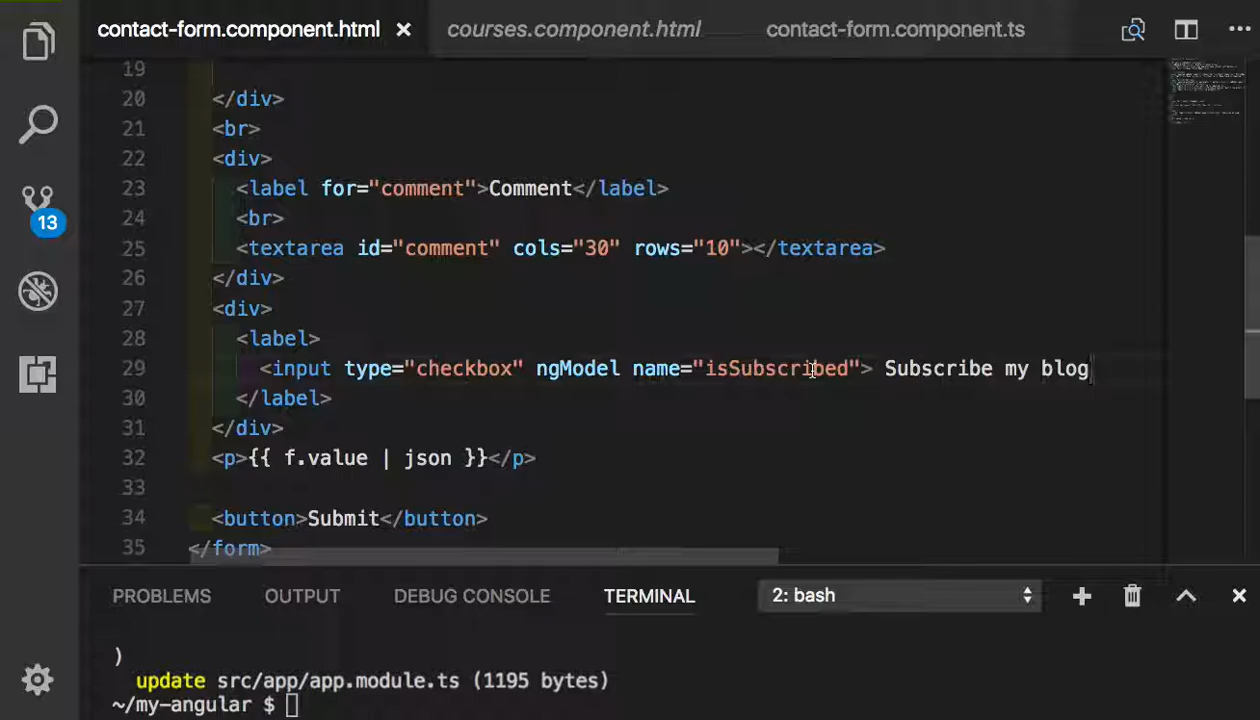 contact-form.component.html courses.component.html contact-form.component.ts
19
20 </div>
21 <br>
22 <div>
23 <label for="comment">Comment</label>
24 <br>
25 <textarea id="comment" cols="30" rows="10"></textarea>
26 </div>
27 <div>
28 <label>
29 <input type="checkbox" ngModel name="isSubscribed"> Subscribe my blog
30 </label>
31 </div>
32 <p>{{ f.value | json }}</p>
33
34 <button>Submit</button>
35 </form>
13
PROBLEMS OUTPUT DEBUG CONSOLE TERMINAL 2: bash
)
update src/app/app.module.ts (1195 bytes)
~/my-angular $